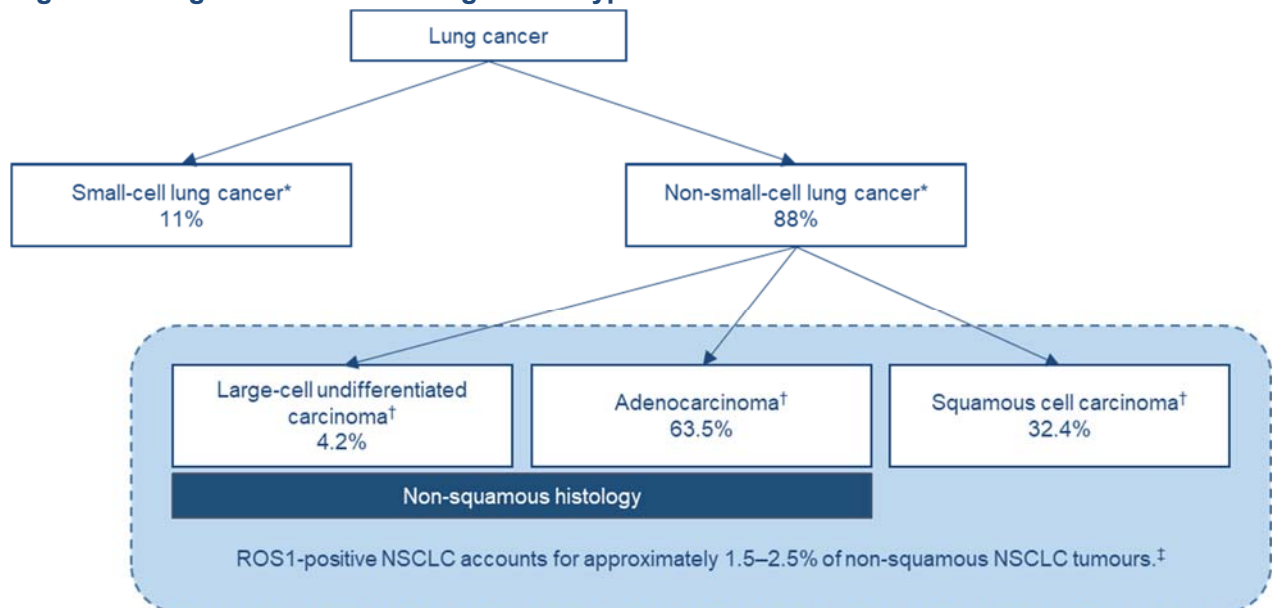 Lung cancer
Small-cell lung cancer*
11%
Non-small-cell lung cancer*
88%
Large-cell undifferentiated
carcinoma†
4.2%
Adenocarcinoma†
63.5%
Squamous cell carcinoma†
32.4%
Non-squamous histology
ROS1-positive NSCLC accounts for approximately 1.5–2.5% of non-squamous NSCLC tumours.‡